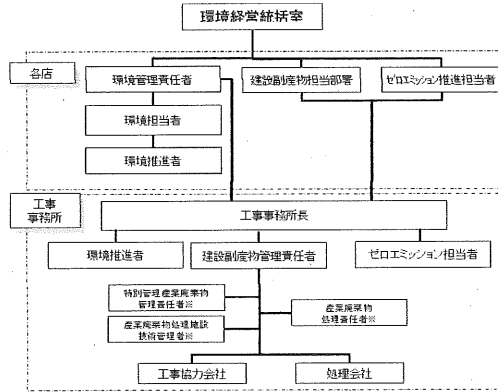 環境経営統括室
各店
環境管理責任者
建設副産物担当部署
ゼロエミッション推進担当者
環境担当者
環境推進者
工事
事務所
工事事務所長
環境推進者
建設副産物管理責任者
ゼロエミッション担当者
特別管理産業廃棄物
管理責任者※
産業廃棄物
処理責任者※
産業廃棄物処理施設
技術管理者※
工事協力会社
処理会社